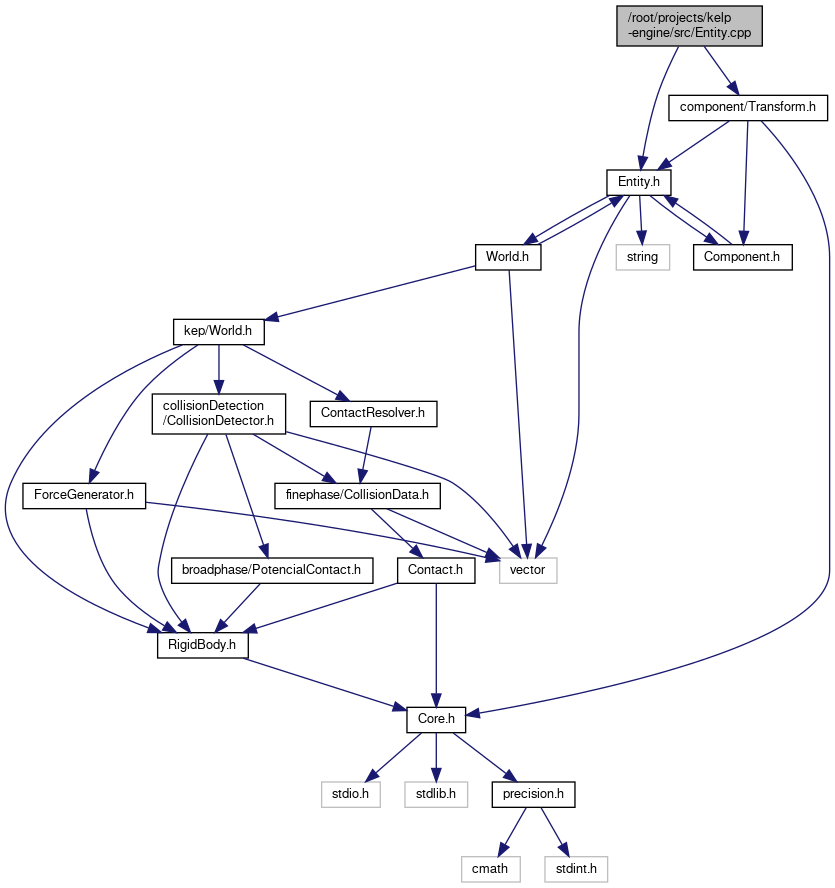 /root/projects/kelp
-engine/src/Entity.cpp
component/Transform.h
Entity.h
World.h
string
Component.h
kep/World.h
collisionDetection
/CollisionDetector.h
ContactResolver.h
ForceGenerator.h
finephase/CollisionData.h
broadphase/PotencialContact.h
Contact.h
vector
RigidBody.h
Core.h
stdio.h
stdlib.h
precision.h
cmath
stdint.h